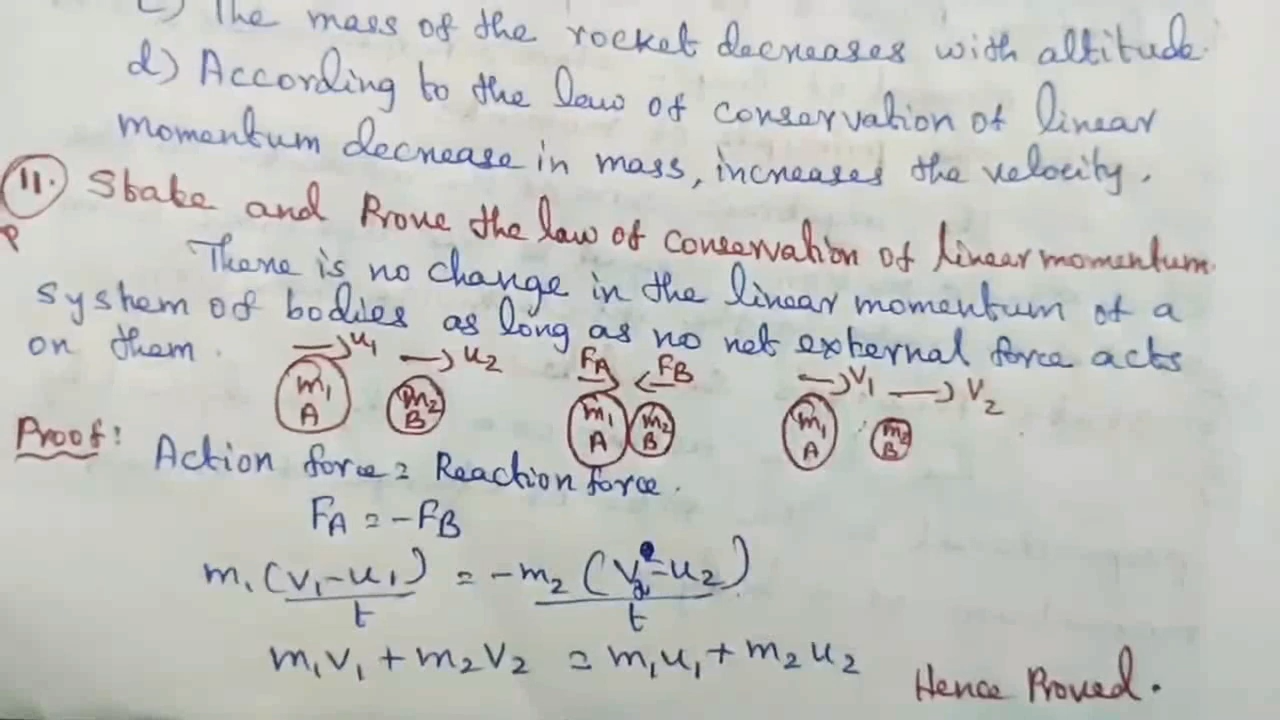 c) The mass of the rocket decreases with altitude.
d) According to the law of conservation of linear
momentum decrease in mass, increases the velocity.
11. State and Prove the law of conservation of linear momentum.
P
There is no change in the linear momentum of a
system of bodies as long as no net external force acts
on them.
u₁ u₂ FA FB V₁ V₂
m₁ A m₂ B m₁ A m₂ B m₁ A m₂ B
Proof:
Action force = Reaction force.
FA = -FB
m₁ (v₁-u₁)/t = -m₂ (v₂-u₂)/t
m₁v₁ + m₂v₂ = m₁u₁ + m₂u₂
Hence Proved.